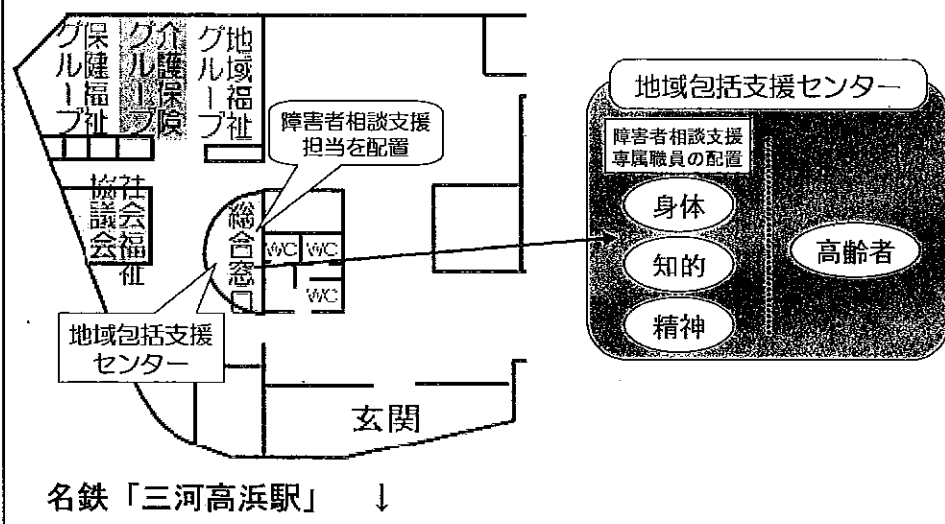 保健福祉グループ
介護保険グループ
地域福祉グループ
障害者相談支援
担当を配置
社会福祉協議会
総合窓口
WC
WC
WC
地域包括支援
センター
玄関
名鉄「三河高浜駅」 ↓
地域包括支援センター
障害者相談支援
専属職員の配置
身体
知的
精神
高齢者